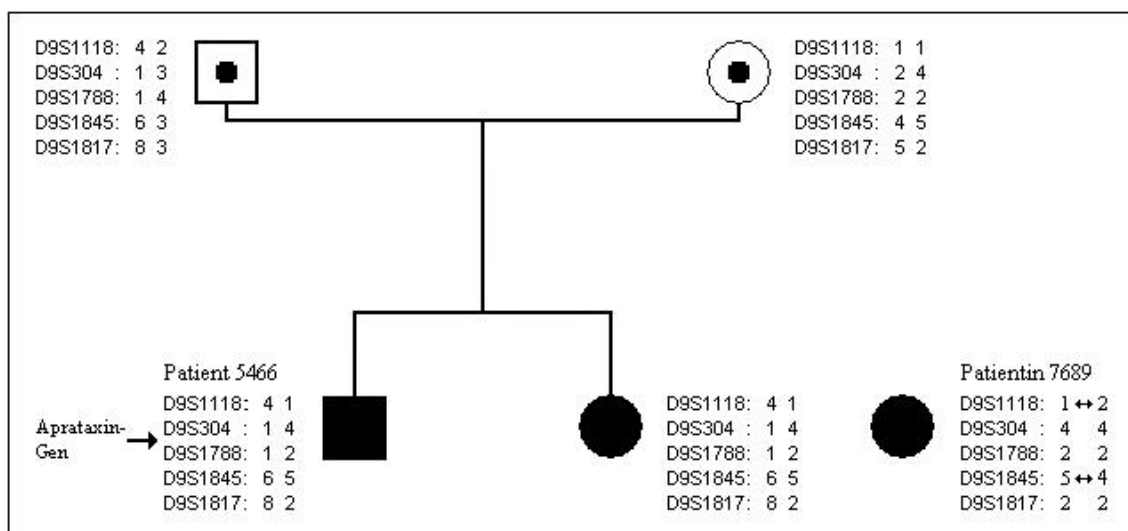 D9S1118: 4 2
D9S304 : 1 3
D9S1788: 1 4
D9S1845: 6 3
D9S1817: 8 3
D9S1118: 1 1
D9S304 : 2 4
D9S1788: 2 2
D9S1845: 4 5
D9S1817: 5 2
Aprataxin-
Gen
Patient 5466
D9S1118: 4 1
D9S304 : 1 4
D9S1788: 1 2
D9S1845: 6 5
D9S1817: 8 2
D9S1118: 4 1
D9S304 : 1 4
D9S1788: 1 2
D9S1845: 6 5
D9S1817: 8 2
Patientin 7689
D9S1118: 1 ↔ 2
D9S304 : 4 4
D9S1788: 2 2
D9S1845: 5 ↔ 4
D9S1817: 2 2